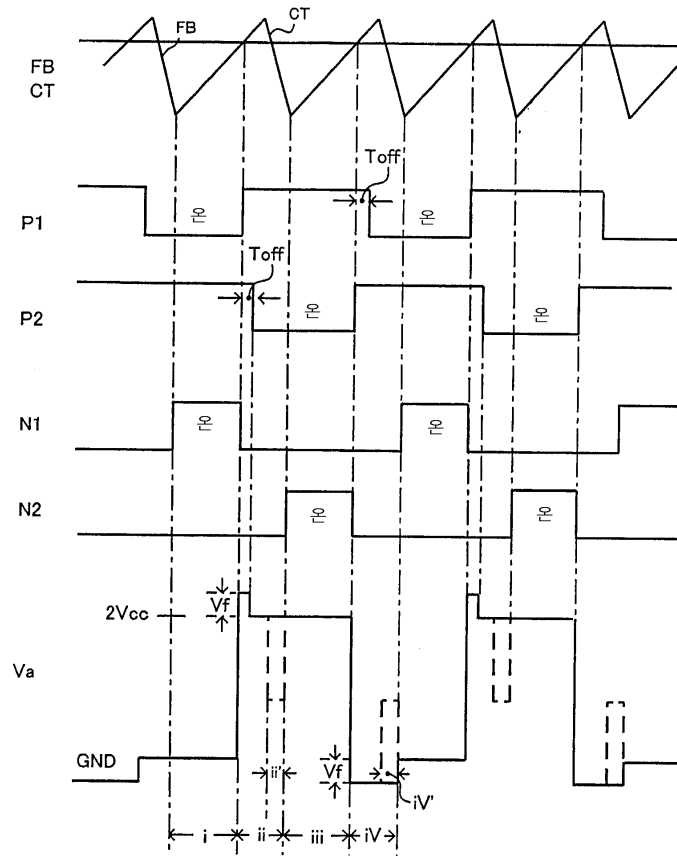 FB
CT
FB
CT
Toff
P1
온
온
Toff
P2
온
온
N1
온
온
N2
온
온
Vf
2Vcc
Va
GND
ii'
Vf
iV'
i
ii
iii
iV